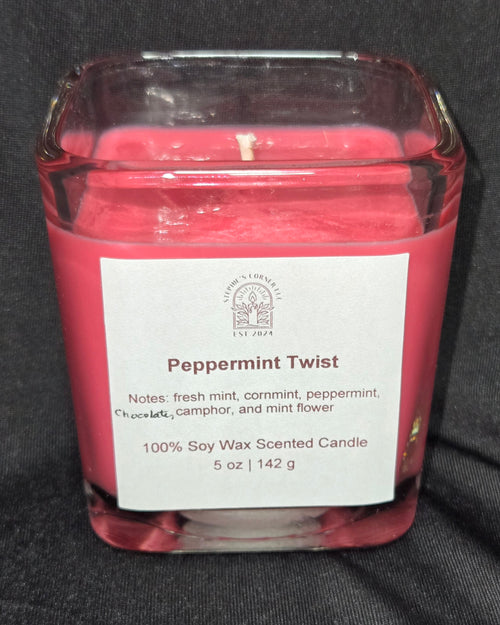 STEPHIE'S CORNER LLC
EST. 2024
Peppermint Twist
Notes: fresh mint, cornmint, peppermint,
Chocolate, camphor, and mint flower
100% Soy Wax Scented Candle
5 oz | 142 g